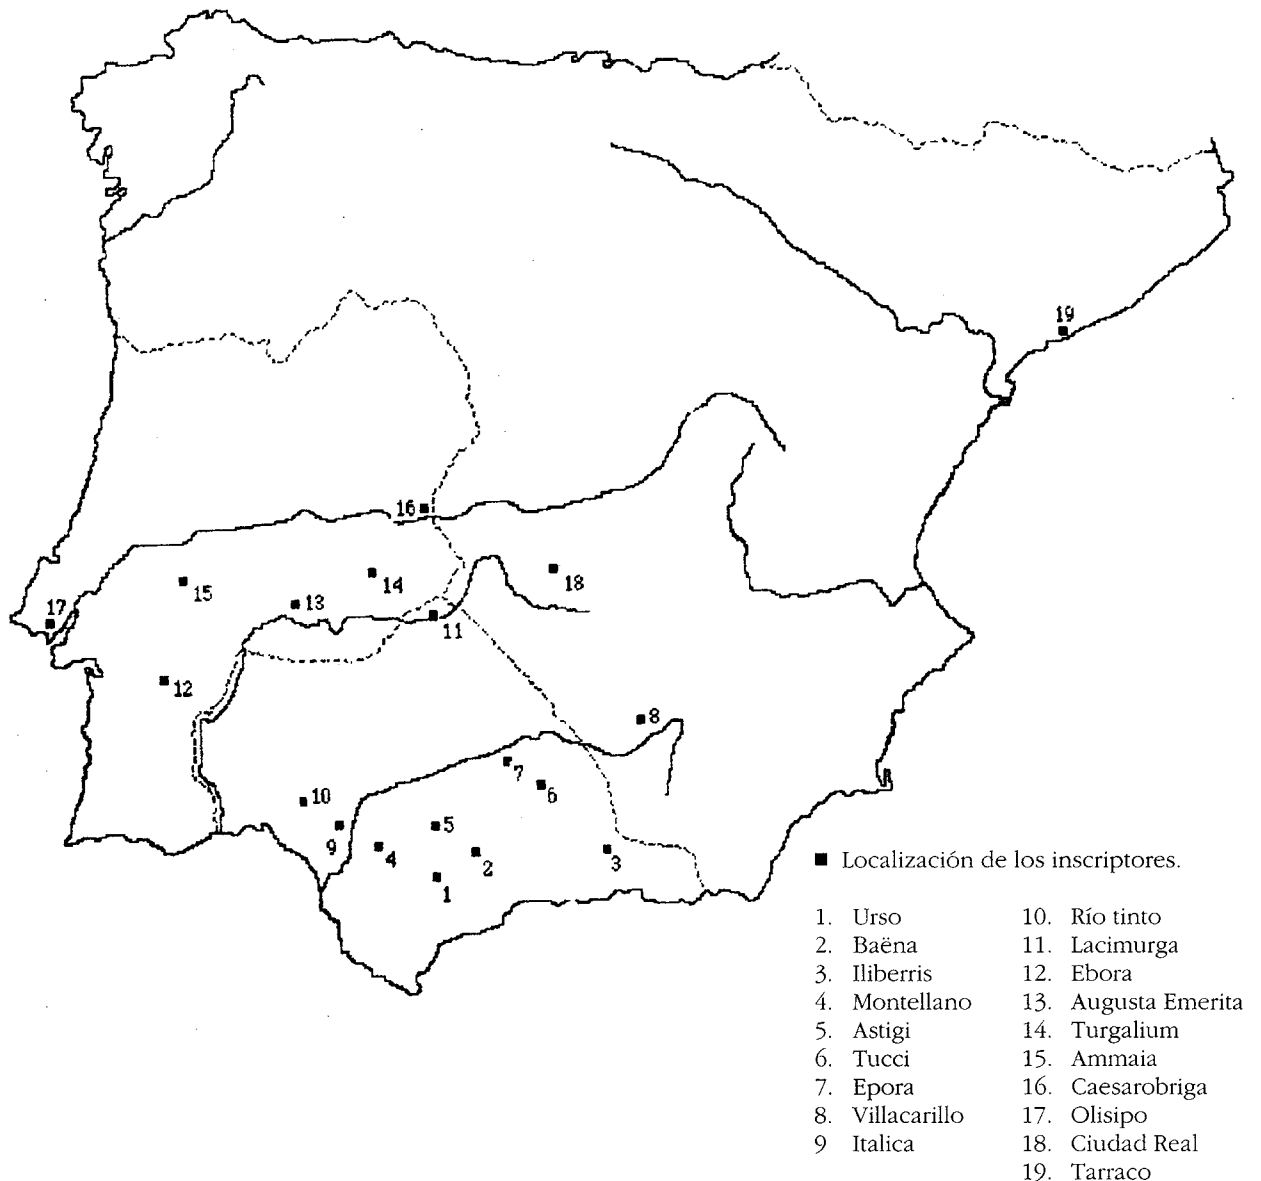 19
16
15
14
18
13
17
11
12
8
7
6
10
9
5
4
2
3
1
■ Localización de los inscriptores.
1. Urso
2. Baëna
3. Iliberris
4. Montellano
5. Astigi
6. Tucci
7. Epora
8. Villacarillo
9 Italica
10. Río tinto
11. Lacimurga
12. Ebora
13. Augusta Emerita
14. Turgalium
15. Ammaia
16. Caesarobriga
17. Olisipo
18. Ciudad Real
19. Tarraco